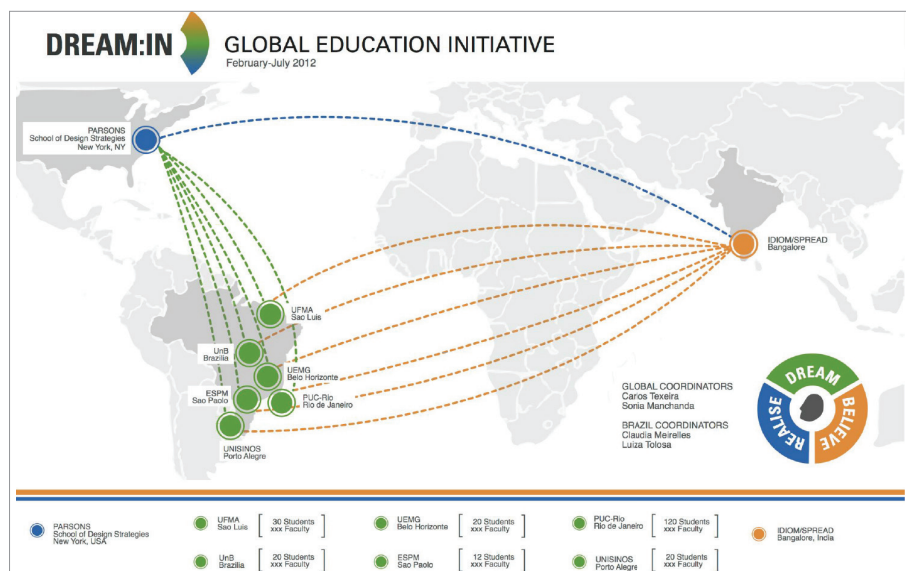 DREAM:IN
GLOBAL EDUCATION INITIATIVE
February-July 2012
PARSONS
School of Design Strategies
New York, NY
IDIOM/SPREAD
Bangalore
UFMA
Sao Luis
UnB
Brazilia
UEMG
Belo Horizonte
ESPM
Sao Paolo
PUC-Rio
Rio de Janeiro
UNISINOS
Porto Alegre
GLOBAL COORDINATORS
Carlos Texeira
Sonia Manchanda
BRAZIL COORDINATORS
Claudia Meirelles
Luiza Tolosa
DREAM
BELIEVE
REALISE
PARSONS
School of Design Strategies
New York, USA
UFMA
Sao Luis
30 Students
xxx Faculty
UnB
Brazilia
20 Students
xxx Faculty
UEMG
Belo Horizonte
20 Students
xxx Faculty
ESPM
Sao Paolo
12 Students
xxx Faculty
PUC-Rio
Rio de Janeiro
120 Students
xxx Faculty
UNISINOS
Porto Alegre
20 Students
xxx Faculty
IDIOM/SPREAD
Bangalore, India